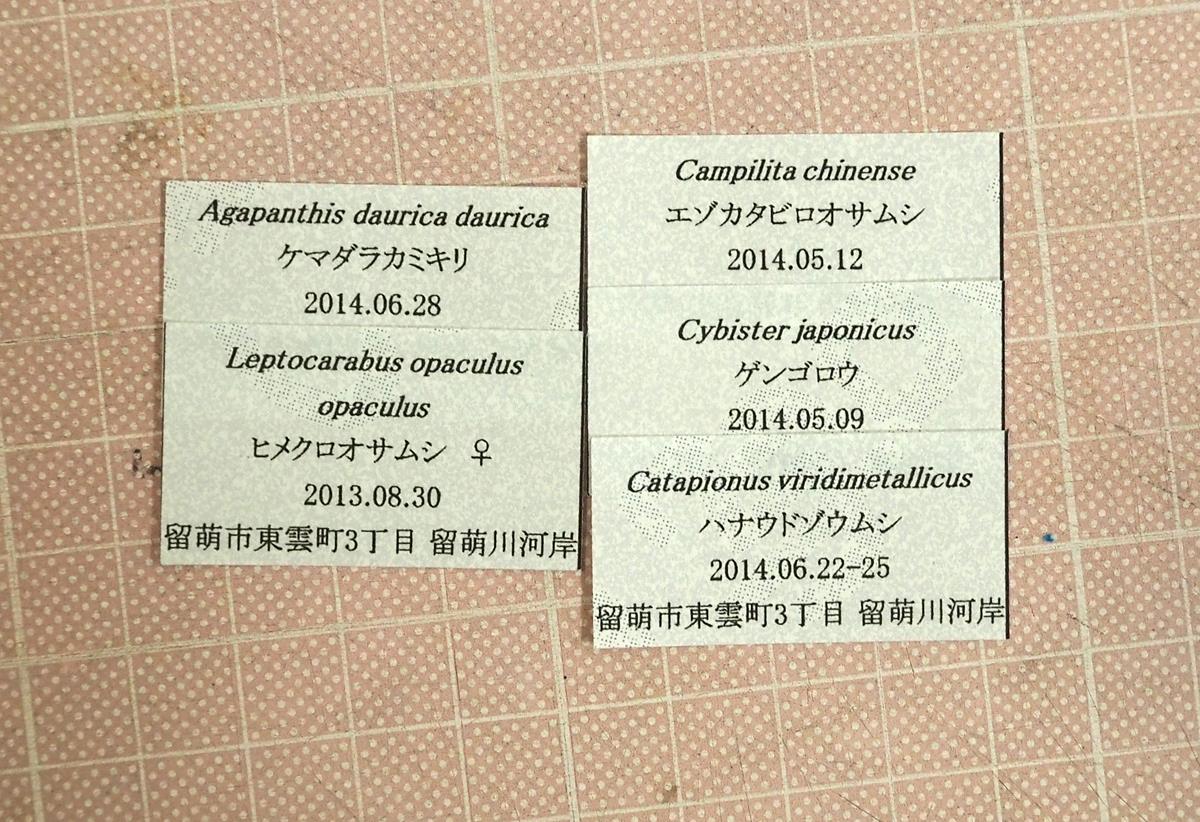 Agapanthis daurica daurica
ケマダラカミキリ
2014.06.28
Leptocarabus opaculus
opaculus
ヒメクロオサムシ ♀
2013.08.30
留萌市東雲町3丁目 留萌川河岸
Campilita chinense
エゾカタビロオサムシ
2014.05.12
Cybister japonicus
ゲンゴロウ
2014.05.09
Catapionus viridimetallicus
ハナウドゾウムシ
2014.06.22-25
留萌市東雲町3丁目 留萌川河岸